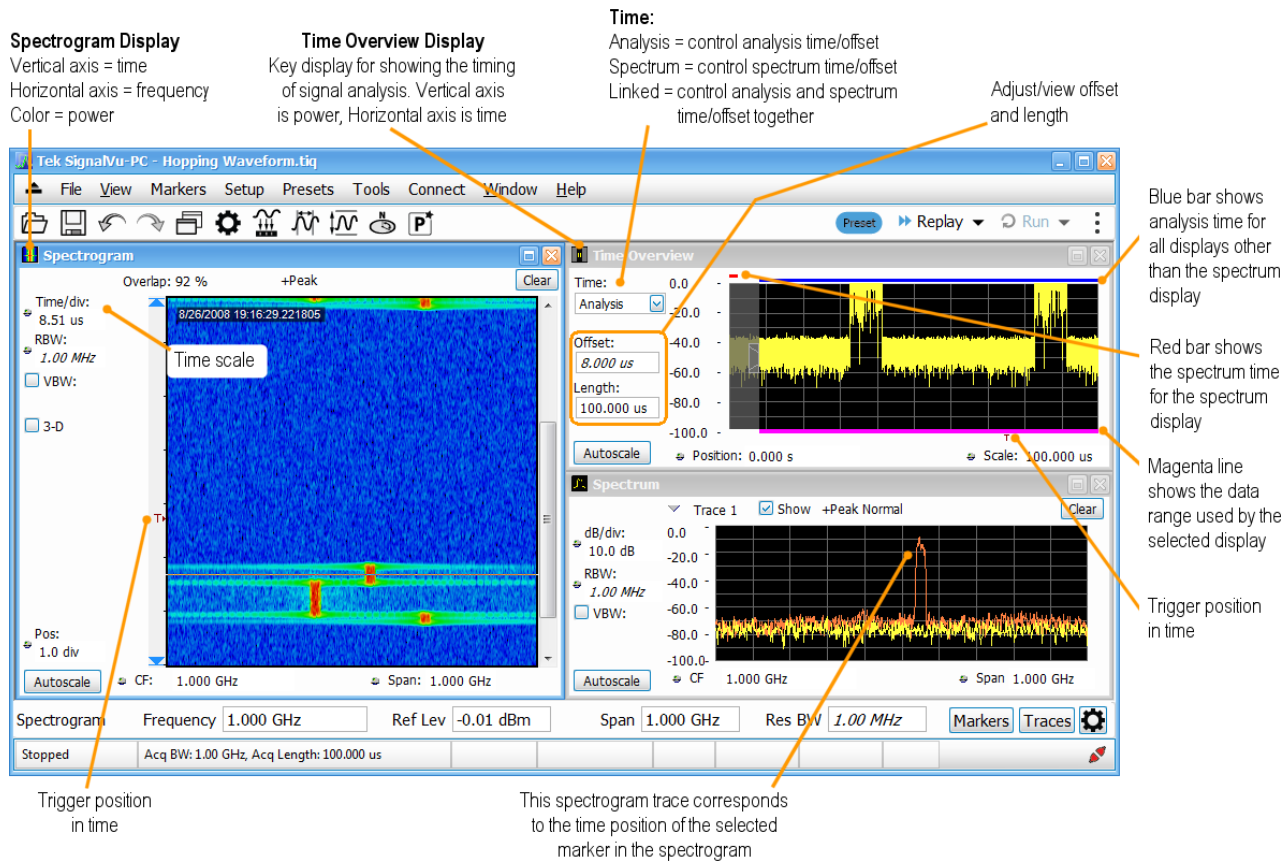 Spectrogram Display
Vertical axis = time
Horizontal axis = frequency
Color = power
Time Overview Display
Key display for showing the timing
of signal analysis. Vertical axis
is power, Horizontal axis is time
Time:
Analysis = control analysis time/offset
Spectrum = control spectrum time/offset
Linked = control analysis and spectrum
time/offset together
Adjust/view offset
and length
Tek SignalVu-PC - Hopping Waveform.tiq
File View Markers Setup Presets Tools Connect Window Help
Preset Replay Run
Spectrogram
Overlap: 92 % +Peak Clear
Time/div:
8.51 us
RBW:
1.00 MHz
VBW:
3-D
8/26/2008 19:16:29.221805
Time scale
T
Pos:
1.0 div
Autoscale CF: 1.000 GHz Span: 1.000 GHz
Time Overview
Time:
Analysis
Offset:
8.000 us
Length:
100.000 us
0.0
-20.0
-40.0
-60.0
-80.0
-100.0
T
Autoscale Position: 0.000 s Scale: 100.000 us
Spectrum
Trace 1 Show +Peak Normal Clear
dB/div:
10.0 dB
RBW:
1.00 MHz
VBW:
0.0
-20.0
-40.0
-60.0
-80.0
-100.0
Autoscale CF 1.000 GHz Span 1.000 GHz
Spectrogram Frequency 1.000 GHz Ref Lev -0.01 dBm Span 1.000 GHz Res BW 1.00 MHz Markers Traces
Stopped Acq BW: 1.00 GHz, Acq Length: 100.000 us
Blue bar shows
analysis time for
all displays other
than the spectrum
display
Red bar shows
the spectrum time
for the spectrum
display
Magenta line
shows the data
range used by the
selected display
Trigger position
in time
Trigger position
in time
This spectrogram trace corresponds
to the time position of the selected
marker in the spectrogram